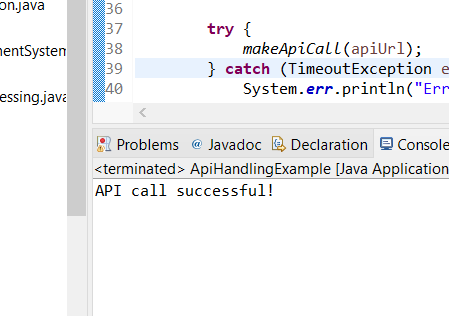 on.java
mentSystem
essing.java
36
37 try {
38 makeApiCall(apiUrl);
39 } catch (TimeoutException e
40 System.err.println("Err
Problems @ Javadoc Declaration Console
<terminated> ApiHandlingExample [Java Application
API call successful!